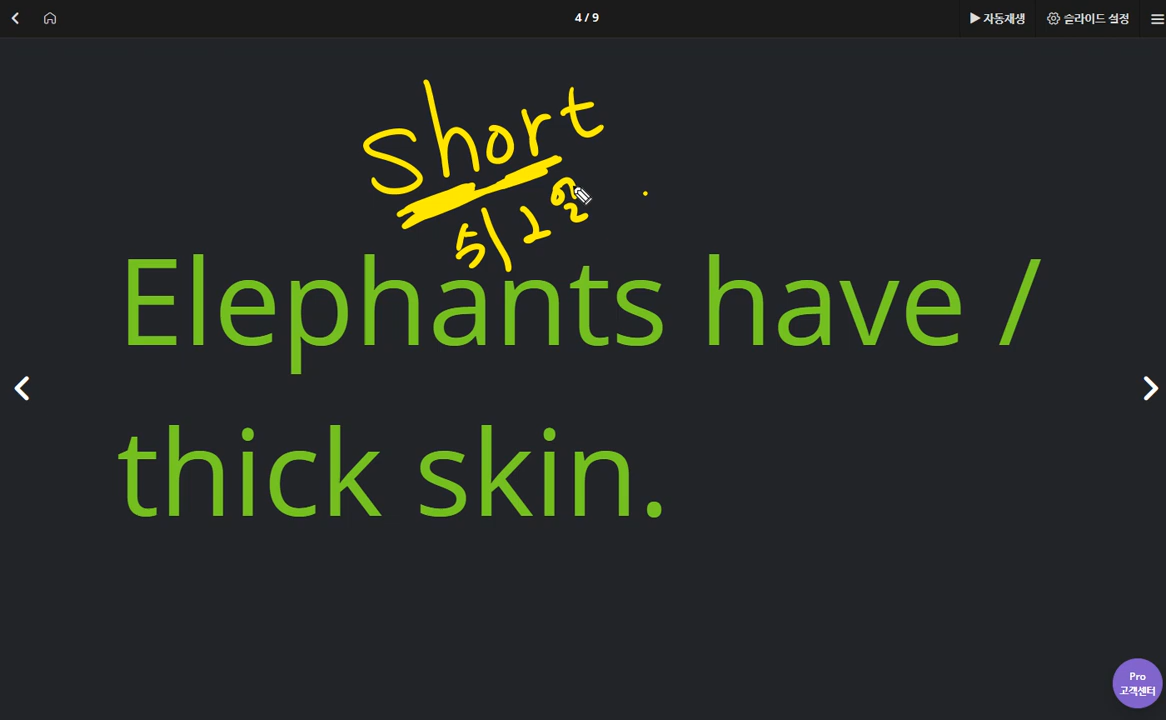 4 / 9
▶ 자동재생
슬라이드 설정
short
Elephants have /
thick skin.
Pro
고객센터